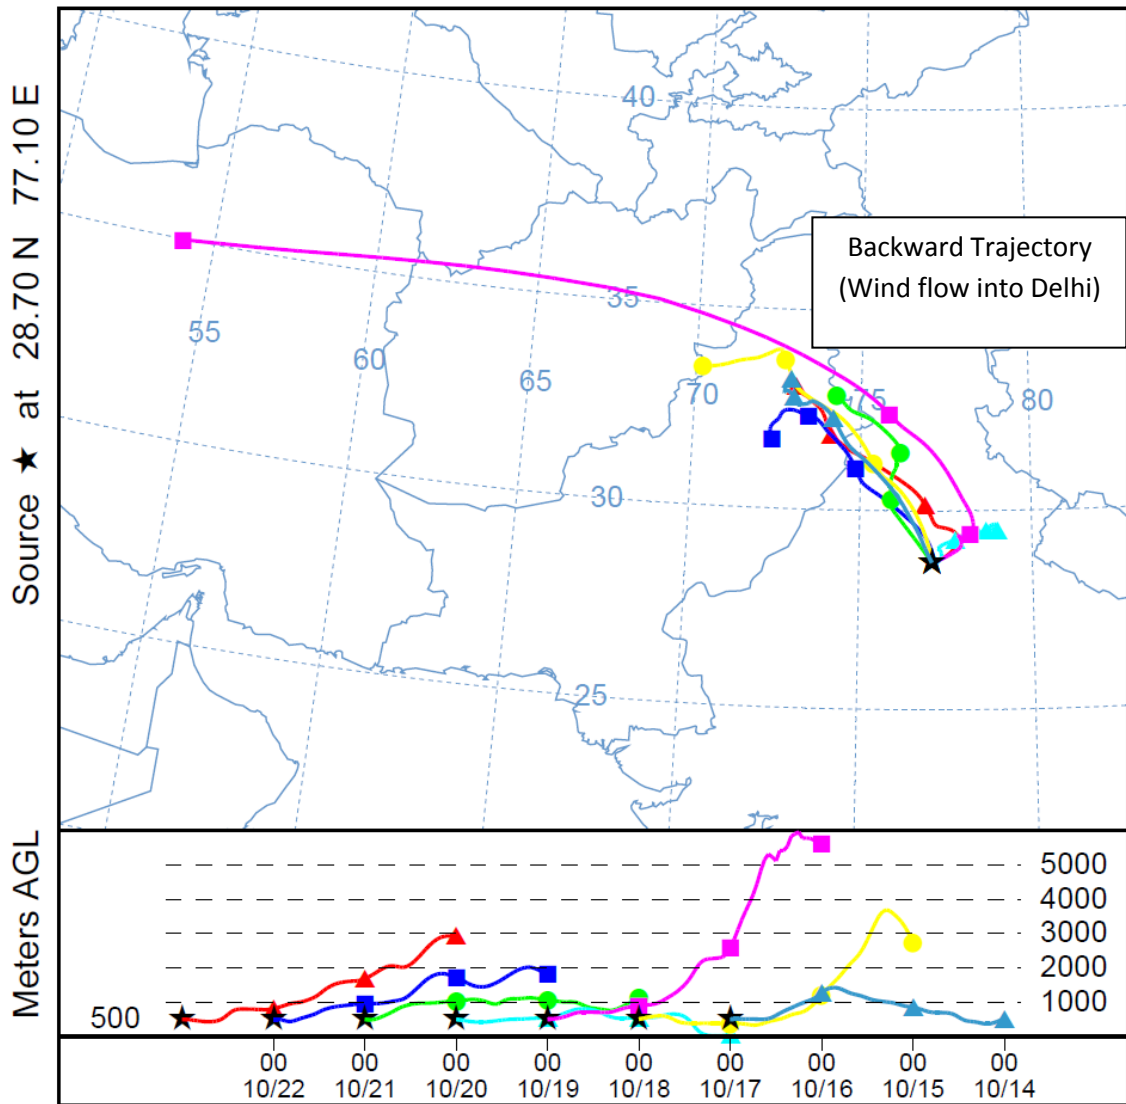 Source ★ at 28.70 N 77.10 E
40
Backward Trajectory
(Wind flow into Delhi)
35
55
60
65
70
75
80
30
25
Meters AGL
5000
4000
3000
2000
1000
500
00 00 00 00 00 00 00 00 00
10/22 10/21 10/20 10/19 10/18 10/17 10/16 10/15 10/14